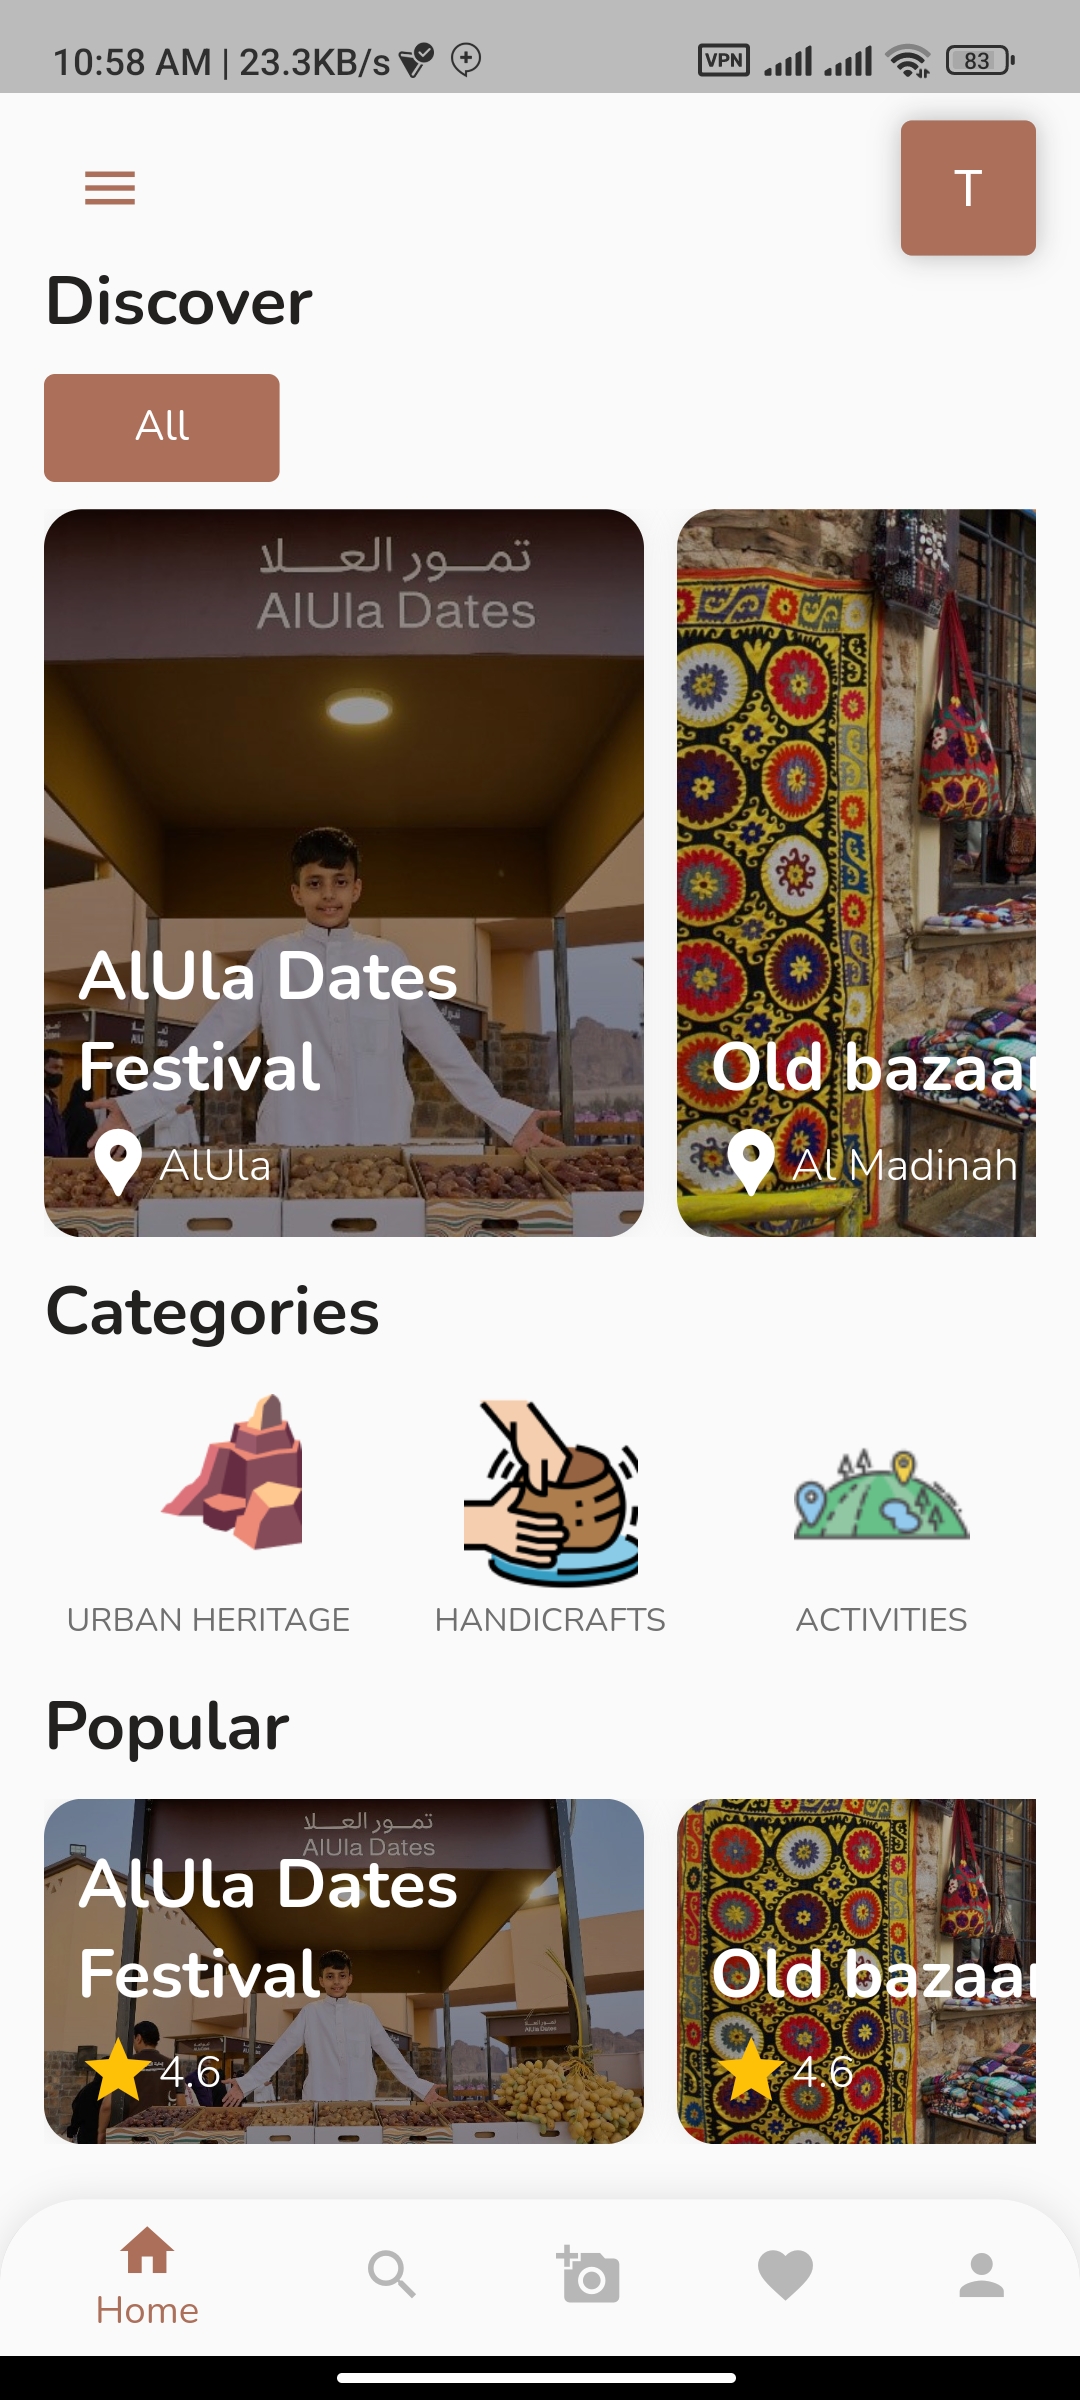 10:58 AM | 23.3KB/s
VPN
83
T
Discover
All
تمور العلا
AlUla Dates
AlUla Dates
Festival
AlUla
Old bazaar
Al Madinah
Categories
URBAN HERITAGE
HANDICRAFTS
ACTIVITIES
Popular
تمور العلا
AlUla Dates
AlUla Dates
Festival
4.6
Old bazaar
4.6
Home